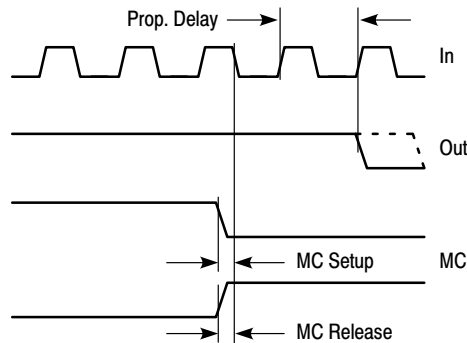 Prop. Delay
In
Out
MC Setup
MC
MC Release